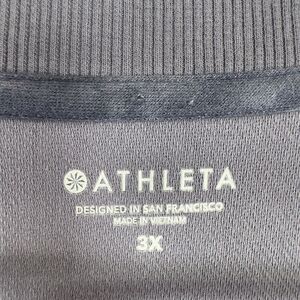 ATHLETA
DESIGNED IN SAN FRANCISCO
MADE IN VIETNAM
3X